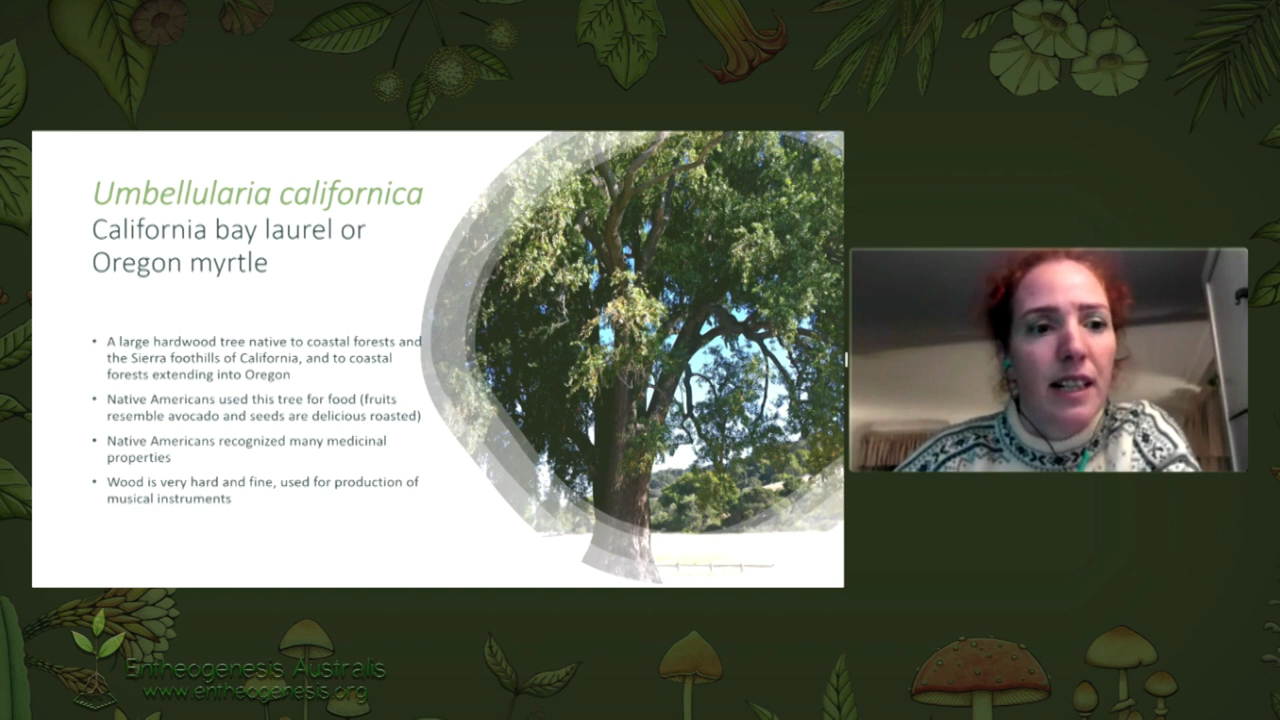 Umbellularia californica
California bay laurel or
Oregon myrtle
• A large hardwood tree native to coastal forests and
the Sierra foothills of California, and to coastal
forests extending into Oregon
• Native Americans used this tree for food (fruits
resemble avocado and seeds are delicious roasted)
• Native Americans recognized many medicinal
properties
• Wood is very hard and fine, used for production of
musical instruments
Entheogenesis Australis
www.entheogenesis.org